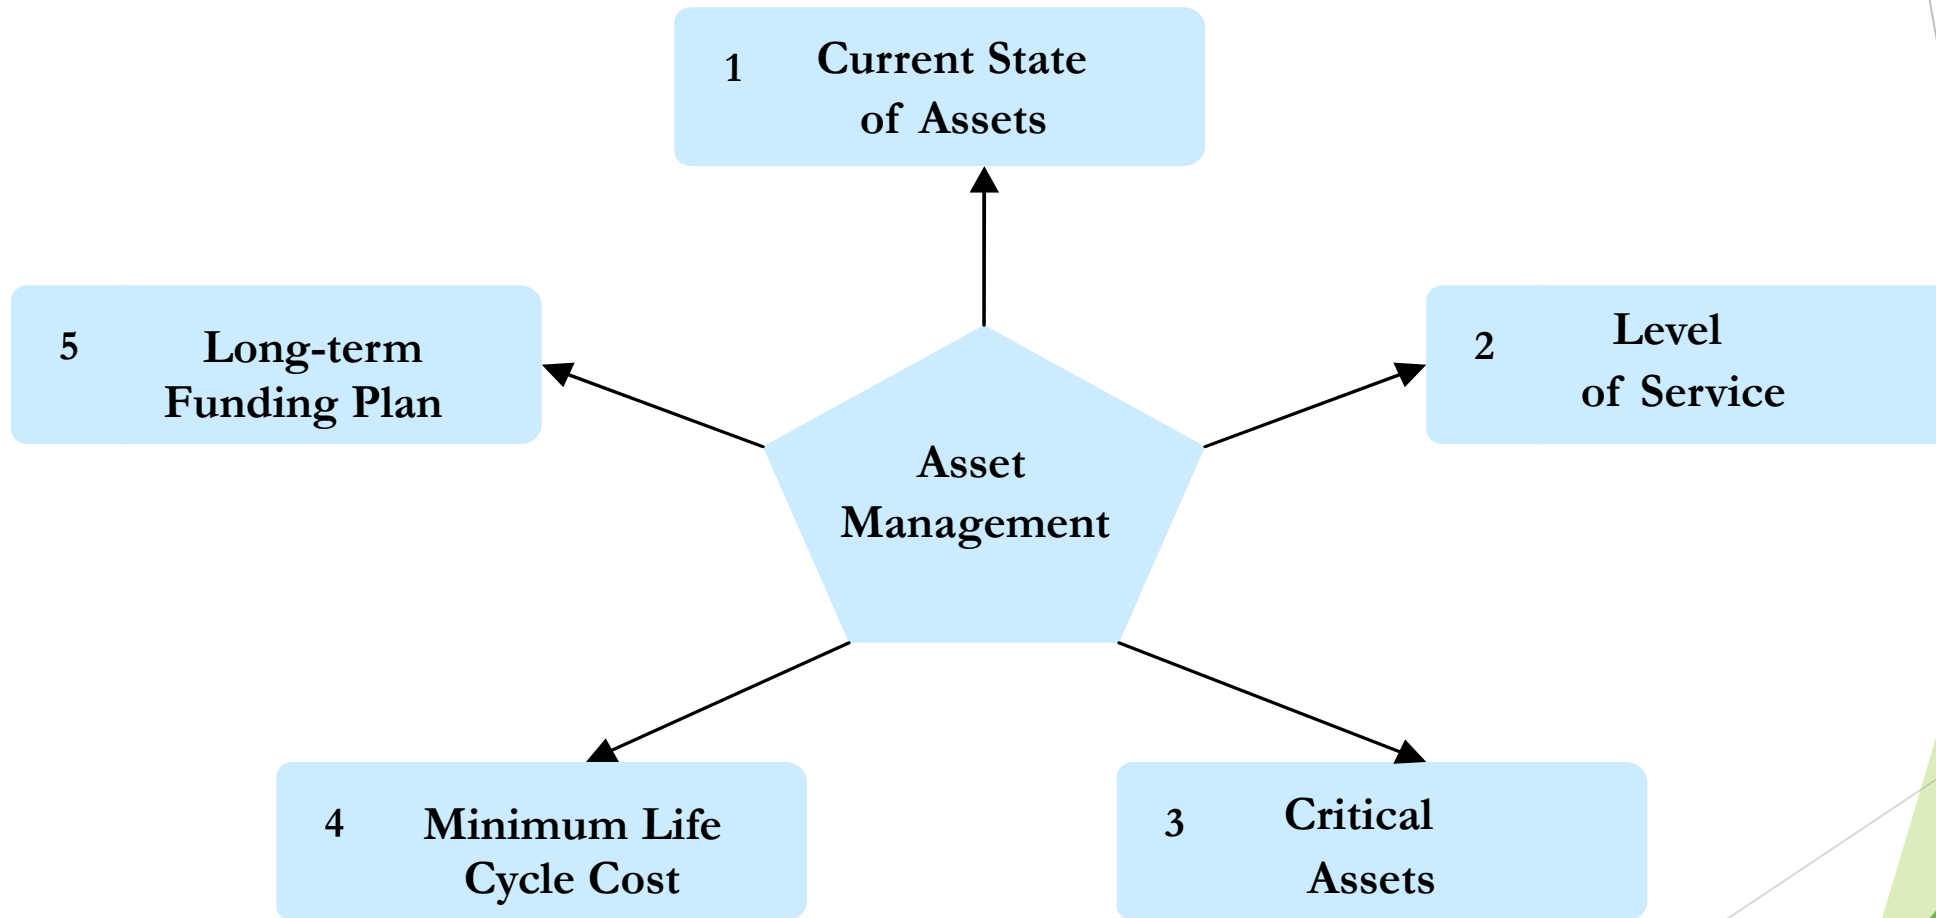 1 Current State
of Assets
5 Long-term
Funding Plan
2 Level
of Service
Asset
Management
4 Minimum Life
Cycle Cost
3 Critical
Assets